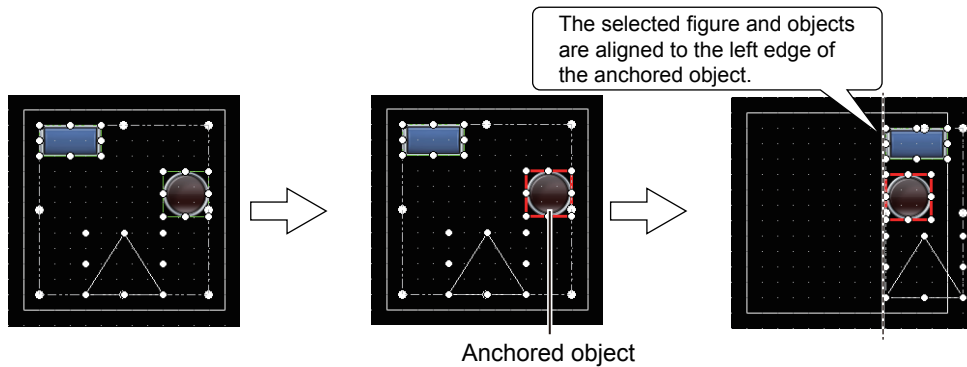 The selected figure and objects
are aligned to the left edge of
the anchored object.
Anchored object